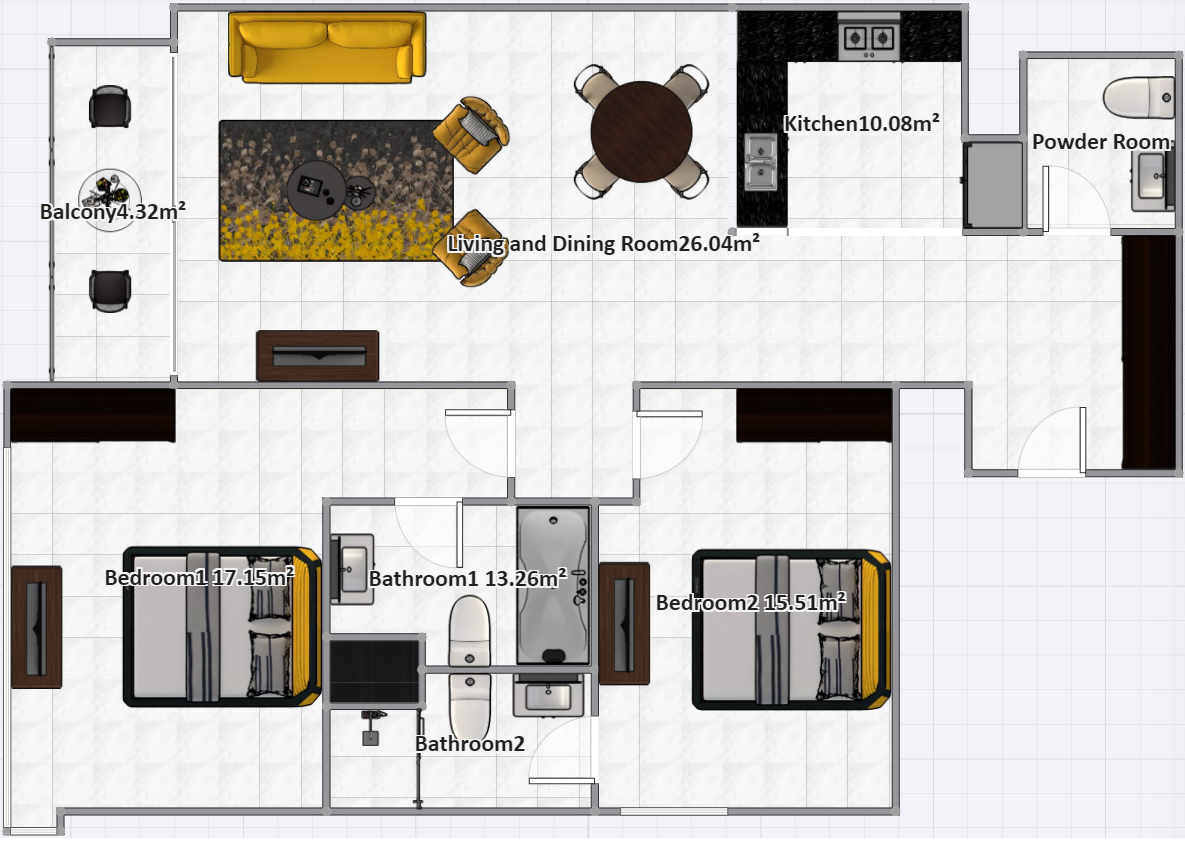 Kitchen10.08m²
Powder Room
Balcony4.32m²
Living and Dining Room26.04m²
Bedroom1 17.15m²
Bathroom1 13.26m²
Bedroom2 15.51m²
Bathroom2